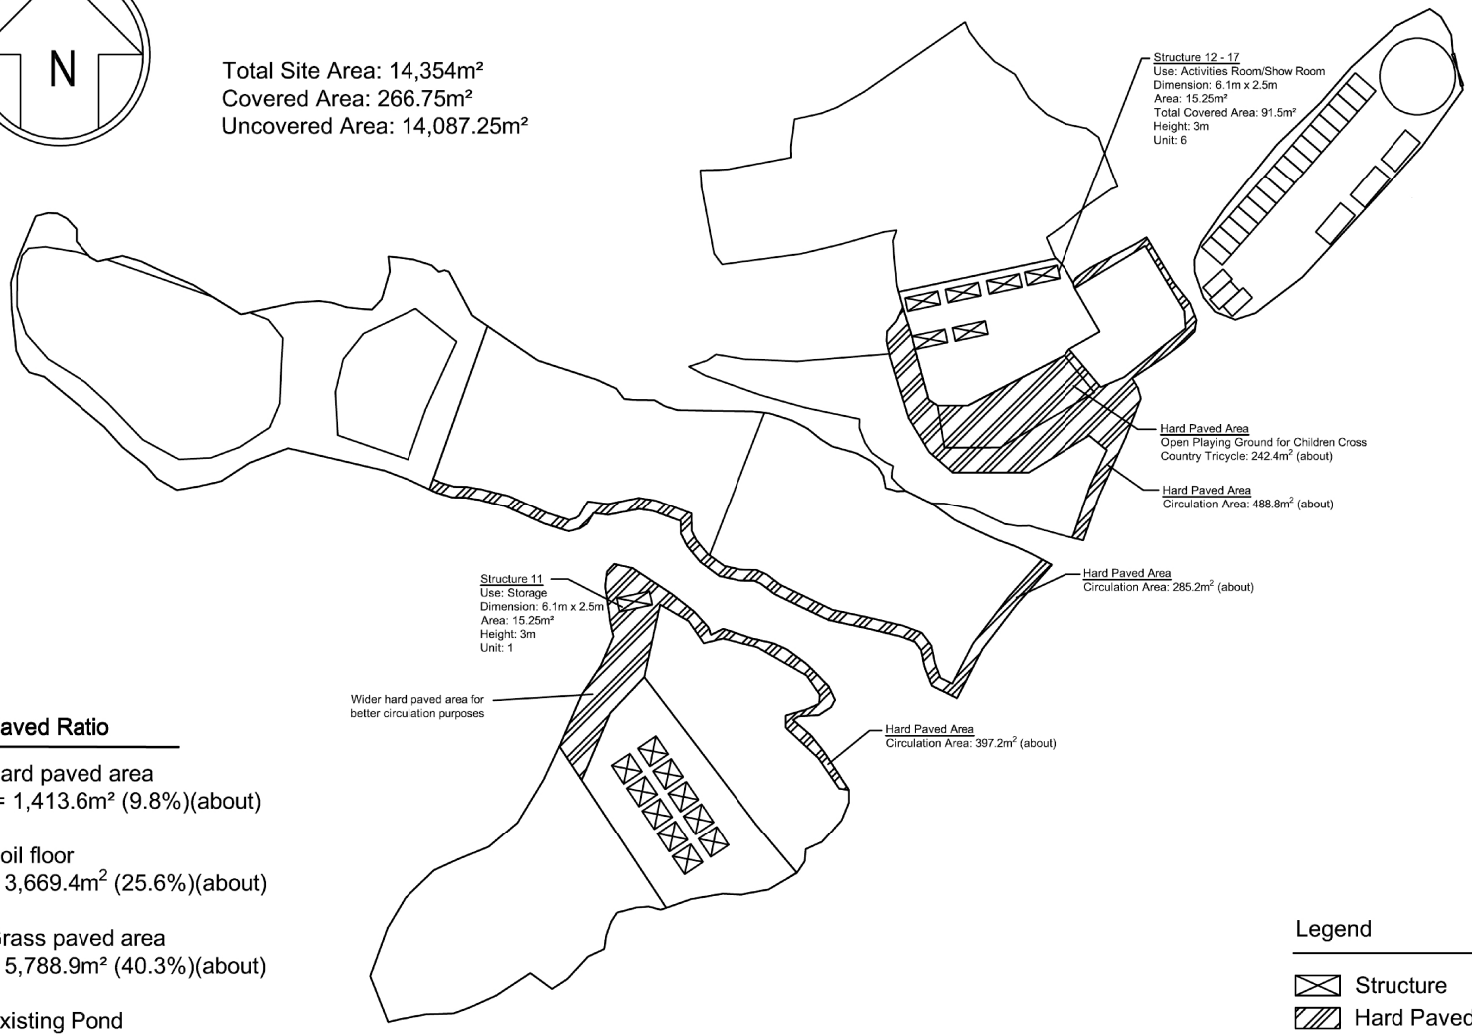 N
Total Site Area: 14,354m²
Covered Area: 266.75m²
Uncovered Area: 14,087.25m²
Structure 12 - 17
Use: Activities Room/Show Room
Dimension: 6.1m x 2.5m
Area: 15.25m²
Total Covered Area: 91.5m²
Height: 3m
Unit: 6
Hard Paved Area
Open Playing Ground for Children Cross
Country Tricycle: 242.4m² (about)
Hard Paved Area
Circulation Area: 488.8m² (about)
Hard Paved Area
Circulation Area: 285.2m² (about)
Structure 11
Use: Storage
Dimension: 6.1m x 2.5m
Area: 15.25m²
Height: 3m
Unit: 1
Wider hard paved area for
better circulation purposes
Hard Paved Area
Circulation Area: 397.2m² (about)
aved Ratio
ard paved area
= 1,413.6m² (9.8%)(about)
oil floor
3,669.4m² (25.6%)(about)
Grass paved area
5,788.9m² (40.3%)(about)
xisting Pond
Legend
Structure
Hard Paved